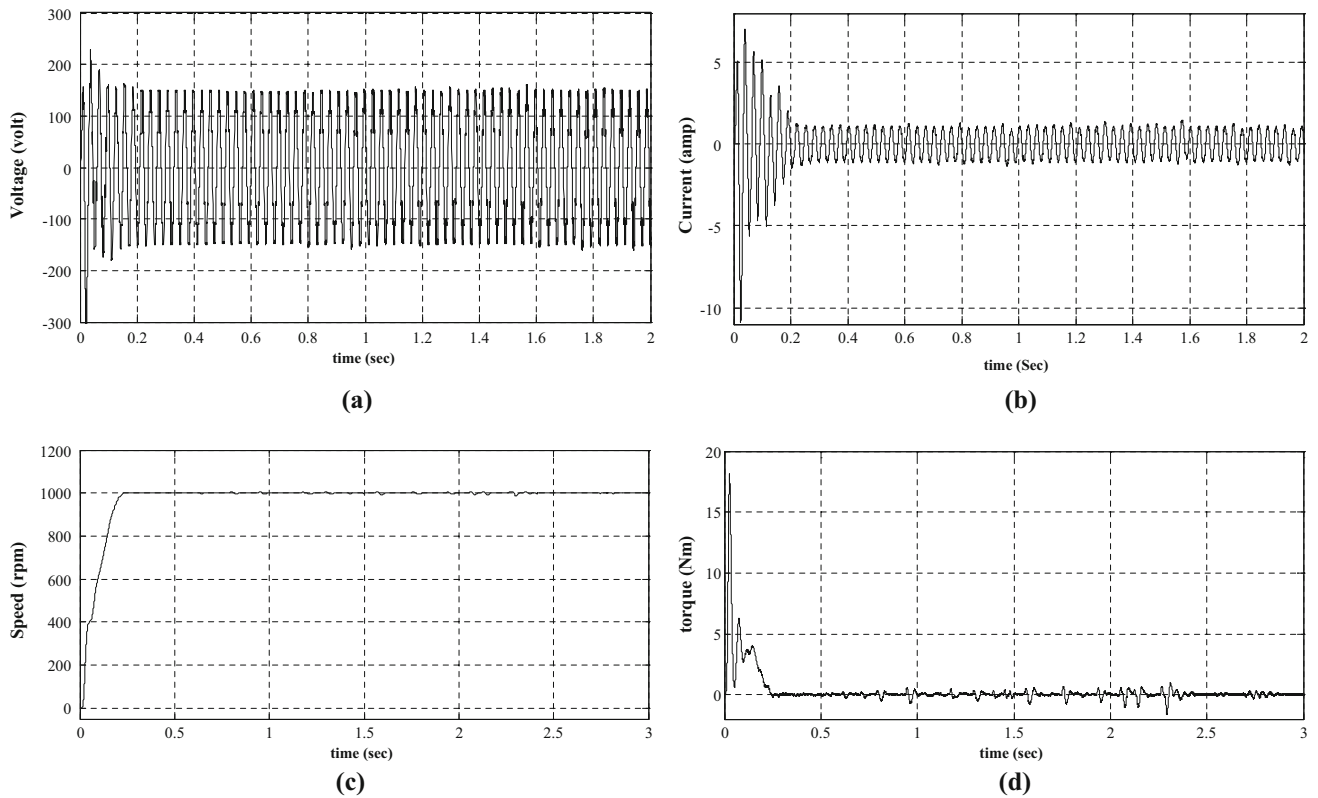 300
200
100
0
-100
-200
-300
Voltage (volt)
0 0.2 0.4 0.6 0.8 1 1.2 1.4 1.6 1.8 2
time (sec)
(a)
5
0
-5
-10
Current (amp)
0 0.2 0.4 0.6 0.8 1 1.2 1.4 1.6 1.8 2
time (Sec)
(b)
1200
1000
800
600
400
200
0
Speed (rpm)
0 0.5 1 1.5 2 2.5 3
time (sec)
(c)
20
15
10
5
0
torque (Nm)
0 0.5 1 1.5 2 2.5 3
time (sec)
(d)